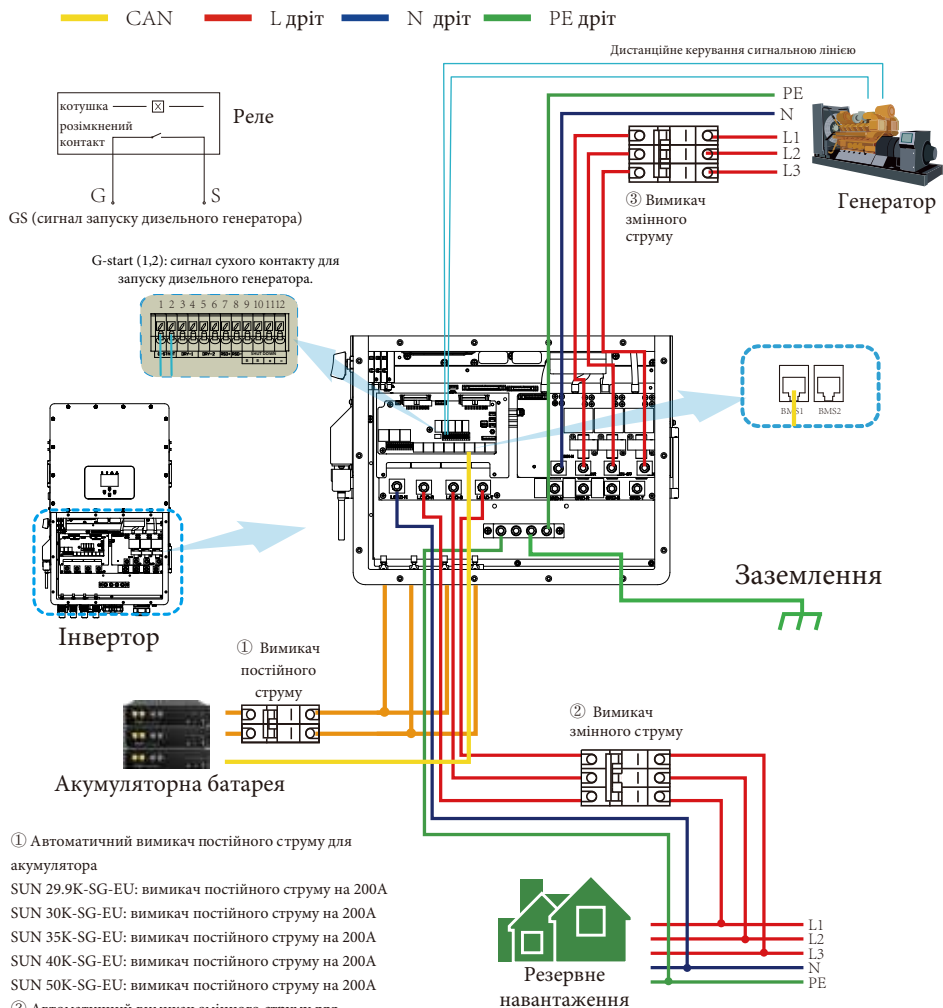 CAN L дріт N дріт PE дріт
Дистанційне керування сигнальною лінією
котушка
розімкнений
контакт
Реле
G S
GS (сигнал запуску дизельного генератора)
PE
N
L1
L2
L3
Генератор
③ Вимикач
змінного
струму
G-start (1,2): сигнал сухого контакту для
запуску дизельного генератора.
1 2 3 4 5 6 7 8 9 10 11 12
BMS1 BMS2
Інвертор
Заземлення
① Вимикач
постійного
струму
② Вимикач
змінного струму
Акумуляторна батарея
① Автоматичний вимикач постійного струму для
акумулятора
SUN 29.9K-SG-EU: вимикач постійного струму на 200А
SUN 30K-SG-EU: вимикач постійного струму на 200А
SUN 35K-SG-EU: вимикач постійного струму на 200А
SUN 40K-SG-EU: вимикач постійного струму на 200А
SUN 50K-SG-EU: вимикач постійного струму на 200А
L1
L2
L3
N
PE
Резервне
навантаження